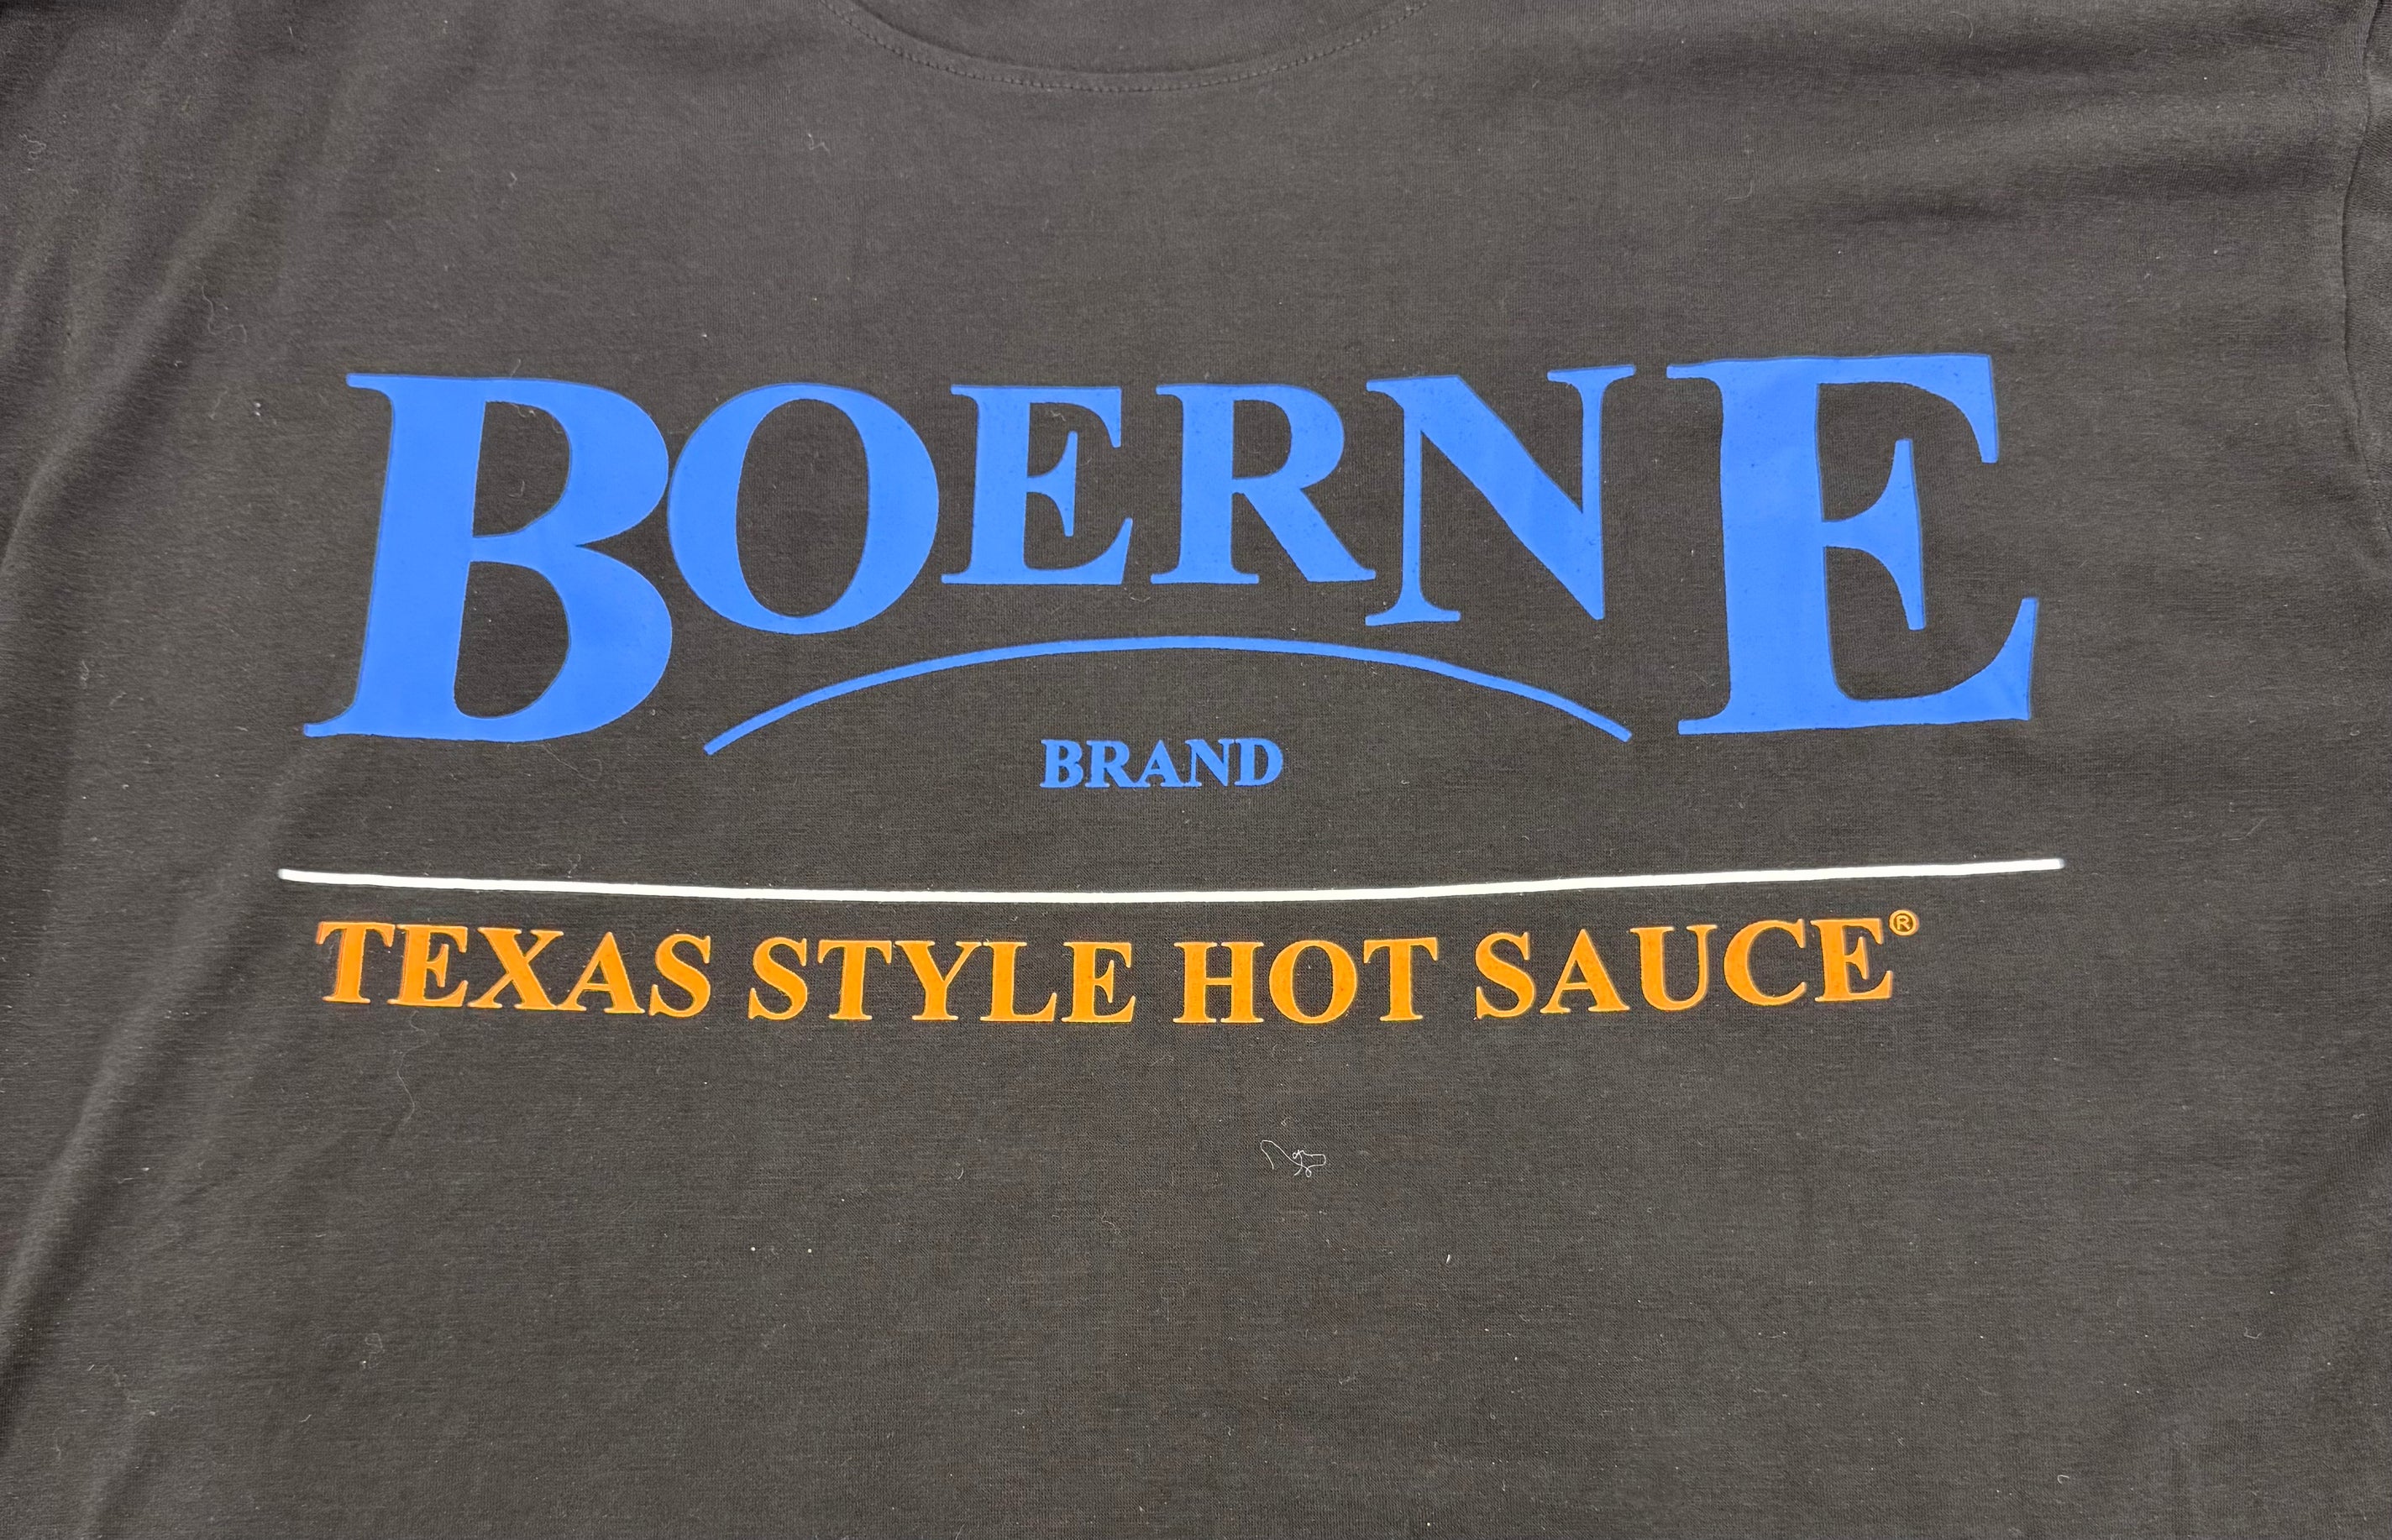 BOERNE
BRAND
TEXAS STYLE HOT SAUCE®